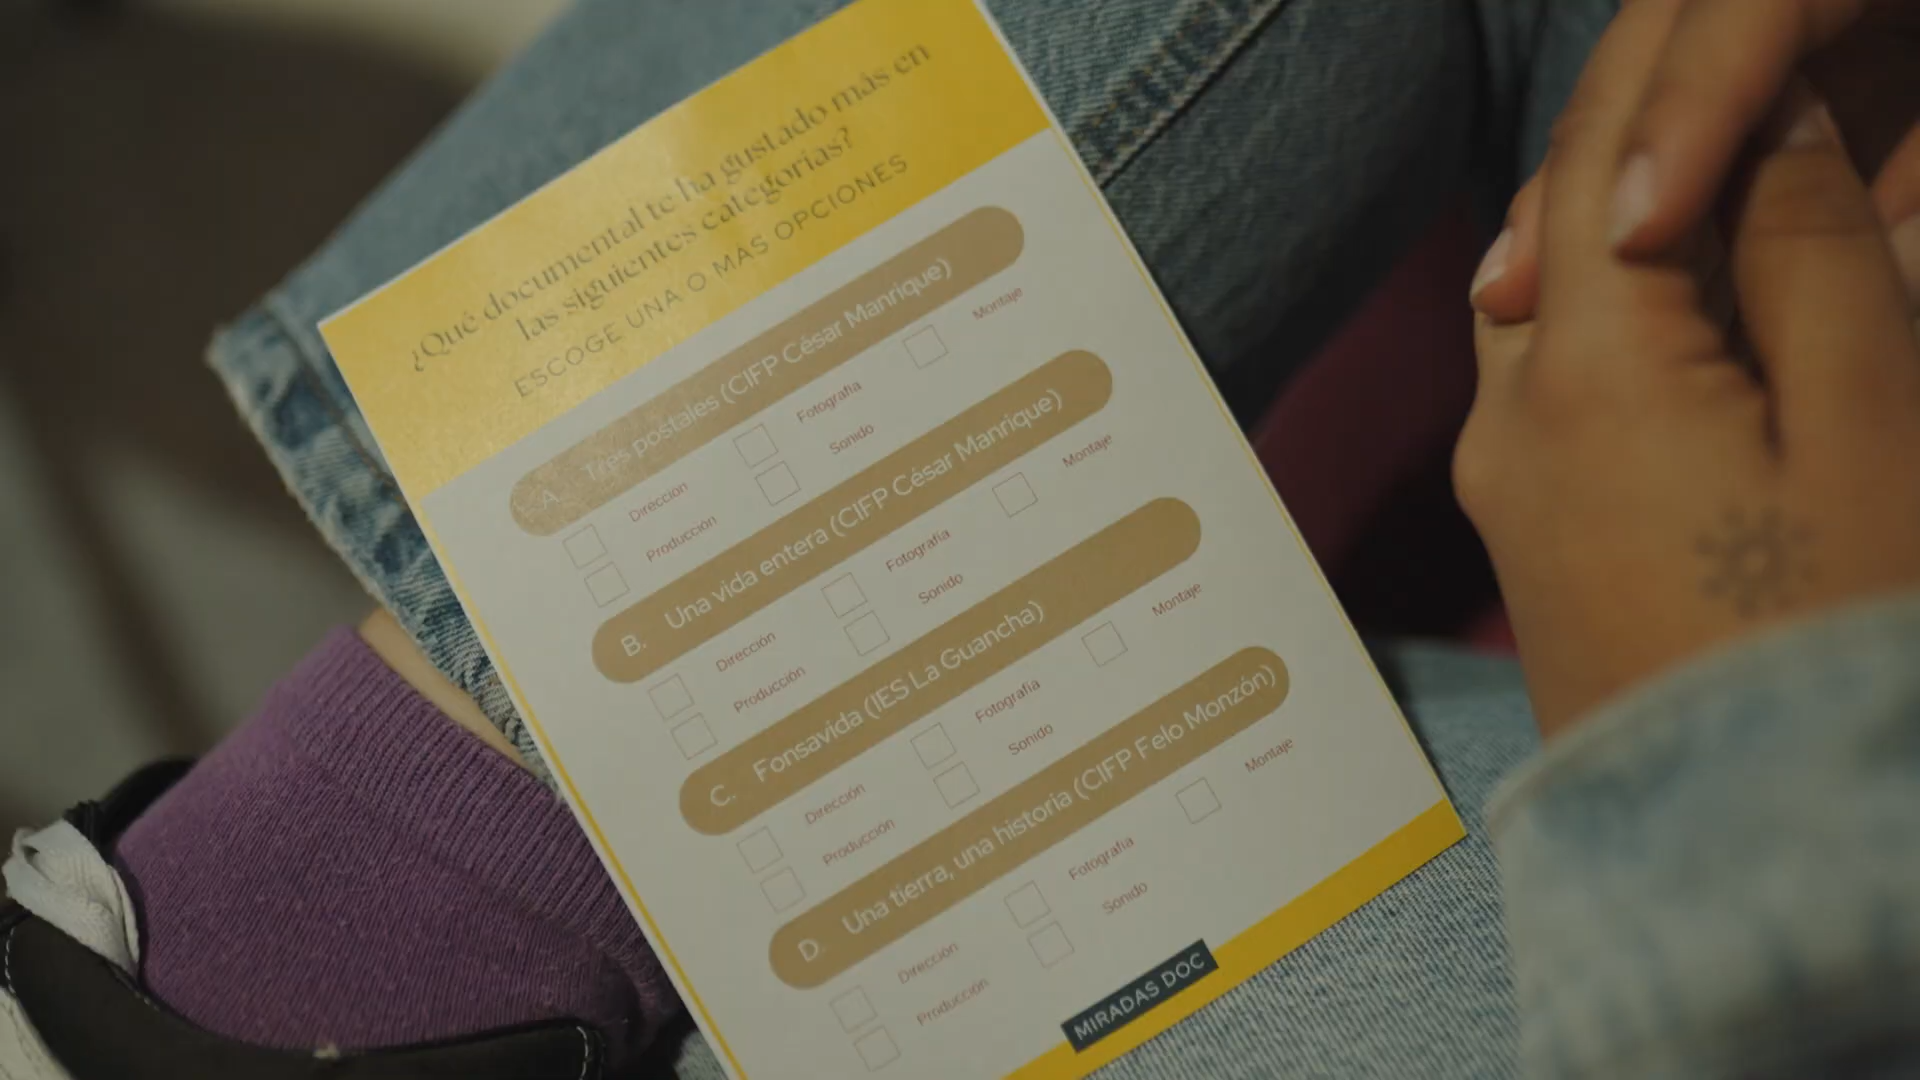 ¿Qué documental te ha gustado más en
las siguientes categorías?
ESCOGE UNA O MAS OPCIONES
A. Tres postales (CIFP César Manrique)
Dirección Fotografía Montaje
Producción Sonido
B. Una vida entera (CIFP César Manrique)
Dirección Fotografía Montaje
Producción Sonido
C. Fonsavida (IES La Guancha)
Dirección Fotografía Montaje
Producción Sonido
D. Una tierra, una historia (CIFP Felo Monzón)
Dirección Fotografía Montaje
Producción Sonido
MIRADAS DOC